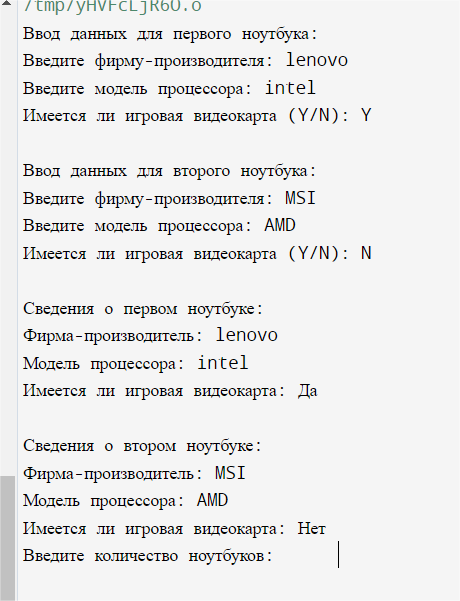 /tmp/yHVFcLjR6O.o
Ввод данных для первого ноутбука:
Введите фирму-производителя: lenovo
Введите модель процессора: intel
Имеется ли игровая видеокарта (Y/N): Y
Ввод данных для второго ноутбука:
Введите фирму-производителя: MSI
Введите модель процессора: AMD
Имеется ли игровая видеокарта (Y/N): N
Сведения о первом ноутбуке:
Фирма-производитель: lenovo
Модель процессора: intel
Имеется ли игровая видеокарта: Да
Сведения о втором ноутбуке:
Фирма-производитель: MSI
Модель процессора: AMD
Имеется ли игровая видеокарта: Нет
Введите количество ноутбуков: